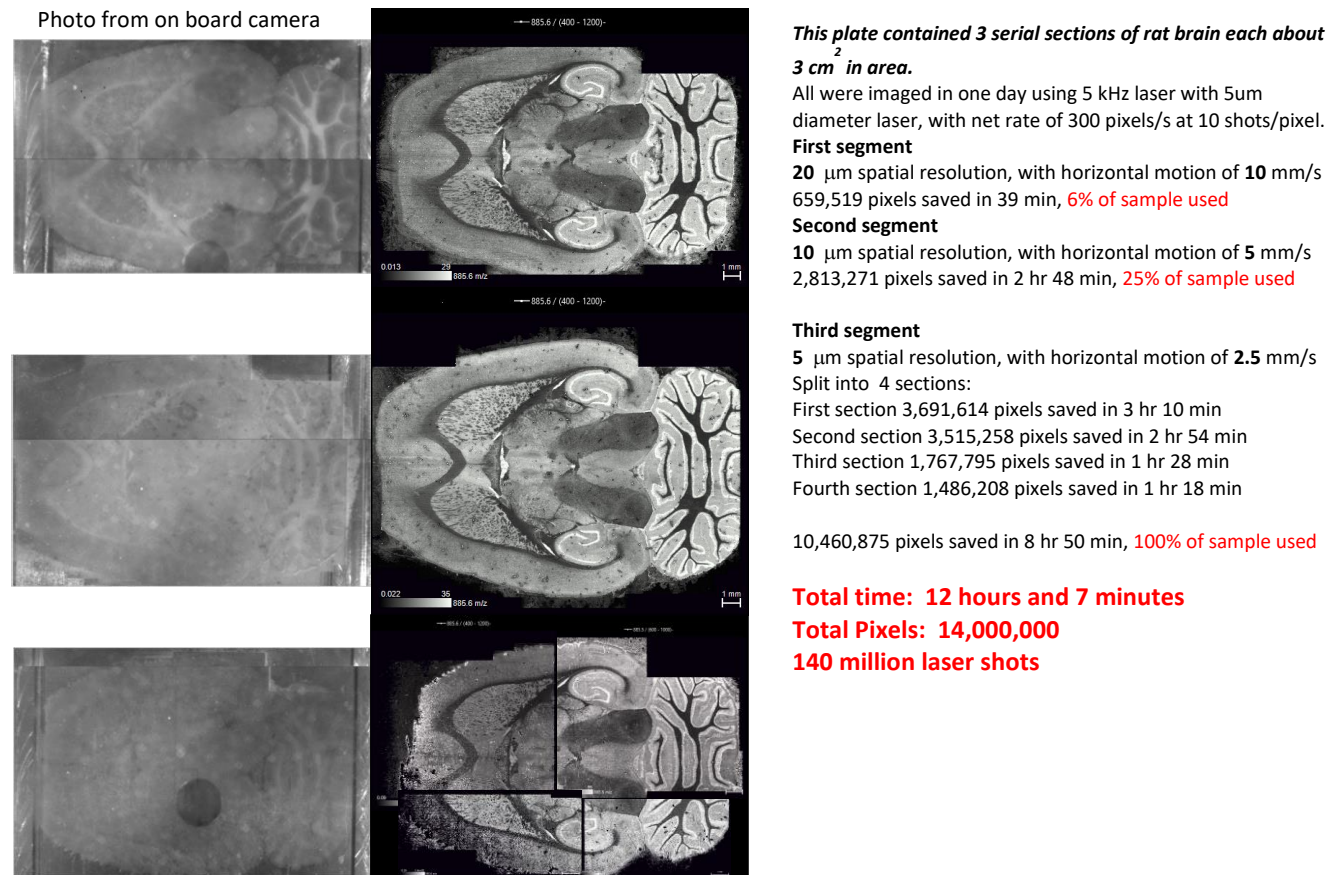 Photo from on board camera
885.6 / (400 - 1200)-
0.013 29
885.6 m/z
1 mm
885.6 / (400 - 1200)-
0.022 35
885.6 m/z
1 mm
885.6 / (400 - 1200)-
This plate contained 3 serial sections of rat brain each about
3 cm² in area.
All were imaged in one day using 5 kHz laser with 5um
diameter laser, with net rate of 300 pixels/s at 10 shots/pixel.
First segment
20 μm spatial resolution, with horizontal motion of 10 mm/s
659,519 pixels saved in 39 min, 6% of sample used
Second segment
10 μm spatial resolution, with horizontal motion of 5 mm/s
2,813,271 pixels saved in 2 hr 48 min, 25% of sample used
Third segment
5 μm spatial resolution, with horizontal motion of 2.5 mm/s
Split into 4 sections:
First section 3,691,614 pixels saved in 3 hr 10 min
Second section 3,515,258 pixels saved in 2 hr 54 min
Third section 1,767,795 pixels saved in 1 hr 28 min
Fourth section 1,486,208 pixels saved in 1 hr 18 min
10,460,875 pixels saved in 8 hr 50 min, 100% of sample used
Total time: 12 hours and 7 minutes
Total Pixels: 14,000,000
140 million laser shots